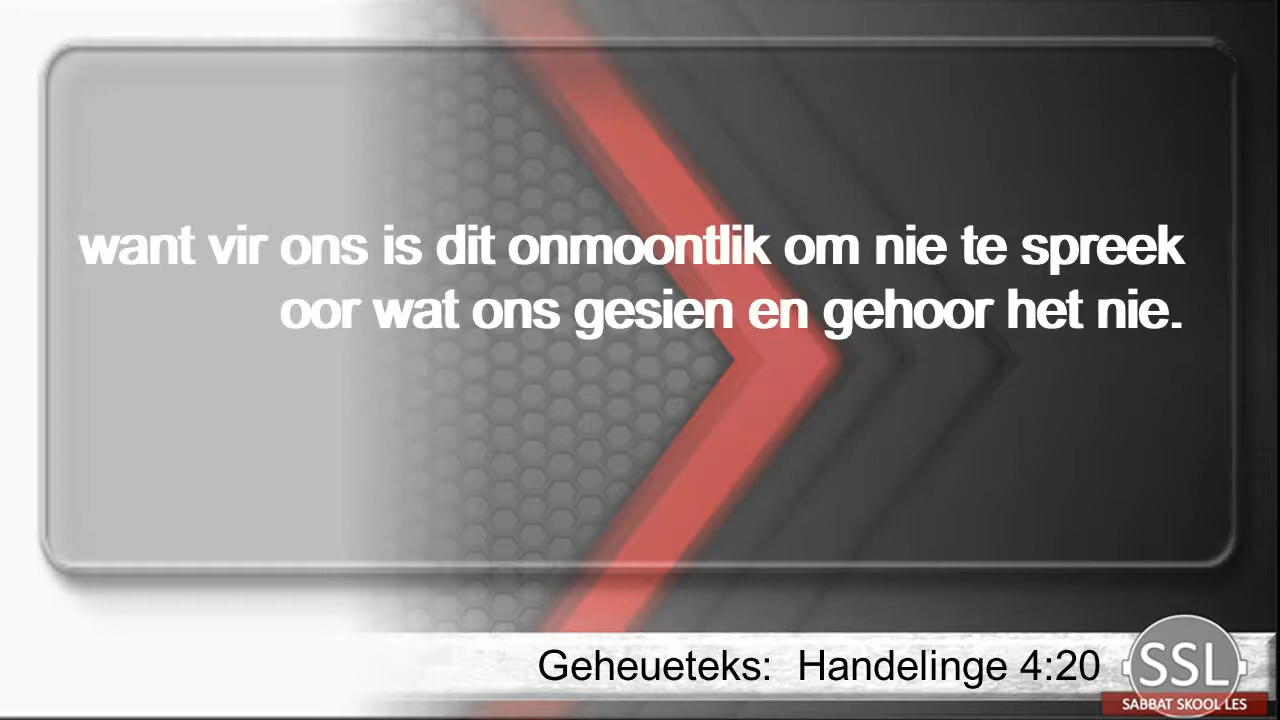 want vir ons is dit onmoontlik om nie te spreek
oor wat ons gesien en gehoor het nie.
Geheueteks: Handelinge 4:20
SSL
SABBAT SKOOL LES